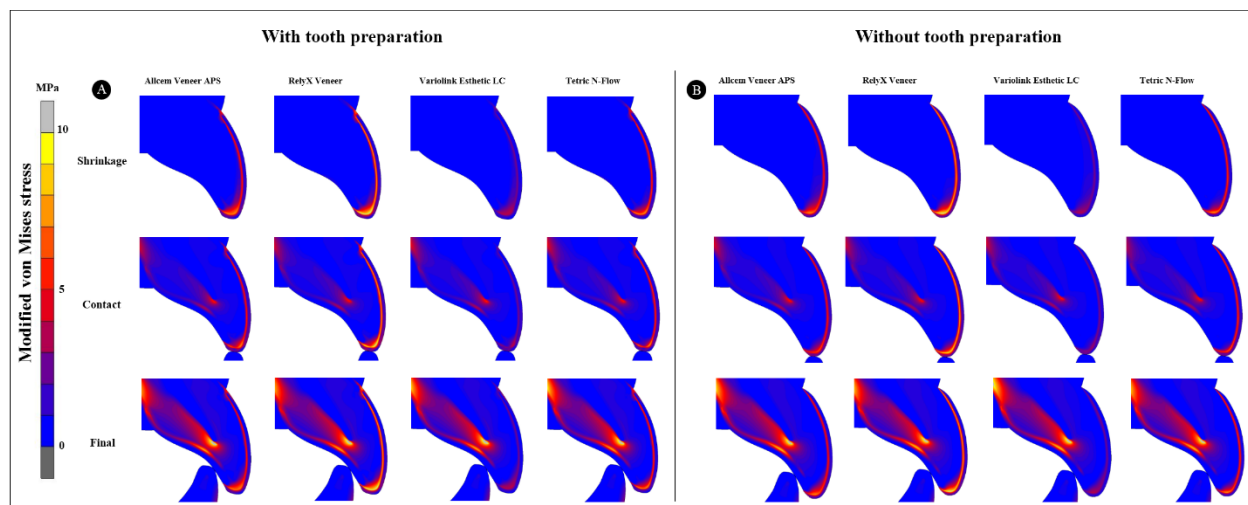 With tooth preparation
Without tooth preparation
MPa
A
Allcem Veneer APS
RelyX Veneer
Variolink Esthetic LC
Tetric N-Flow
B
Allcem Veneer APS
RelyX Veneer
Variolink Esthetic LC
Tetric N-Flow
Modified von Mises stress
10
5
0
Shrinkage
Contact
Final